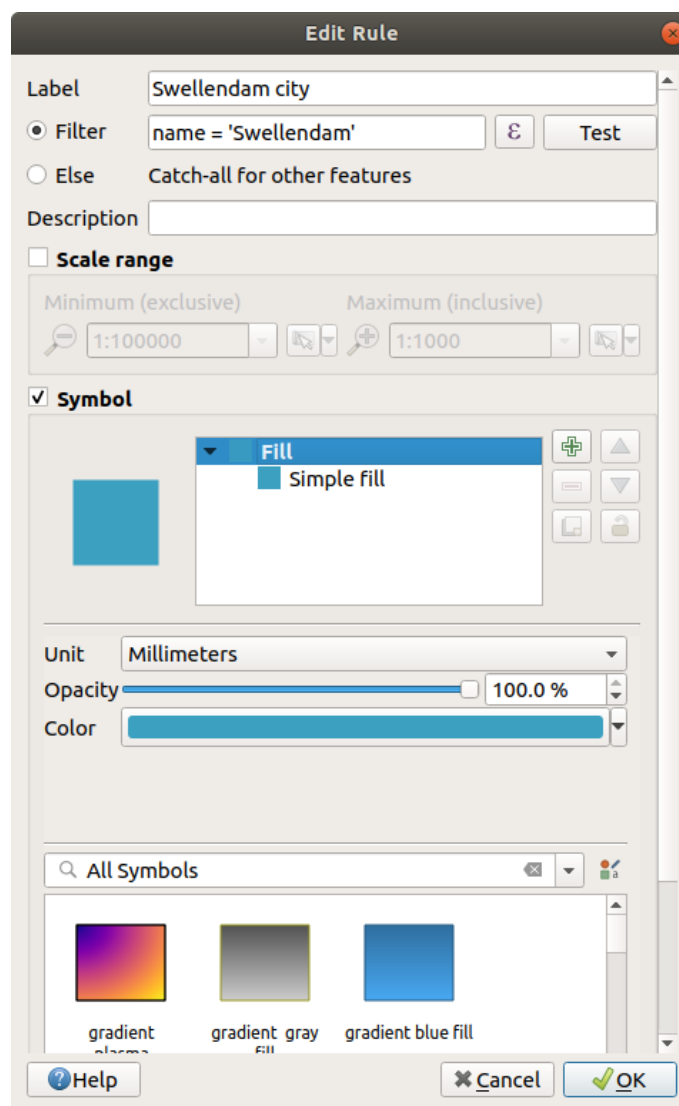 Edit Rule
Label Swellendam city
Filter name = 'Swellendam' ε Test
Else Catch-all for other features
Description
Scale range
Minimum (exclusive) Maximum (inclusive)
1:100000 1:1000
Symbol
Fill
Simple fill
Unit Millimeters
Opacity 100.0 %
Color
All Symbols
gradient gray gradient blue fill
gradient
plasma fill
Help Cancel OK